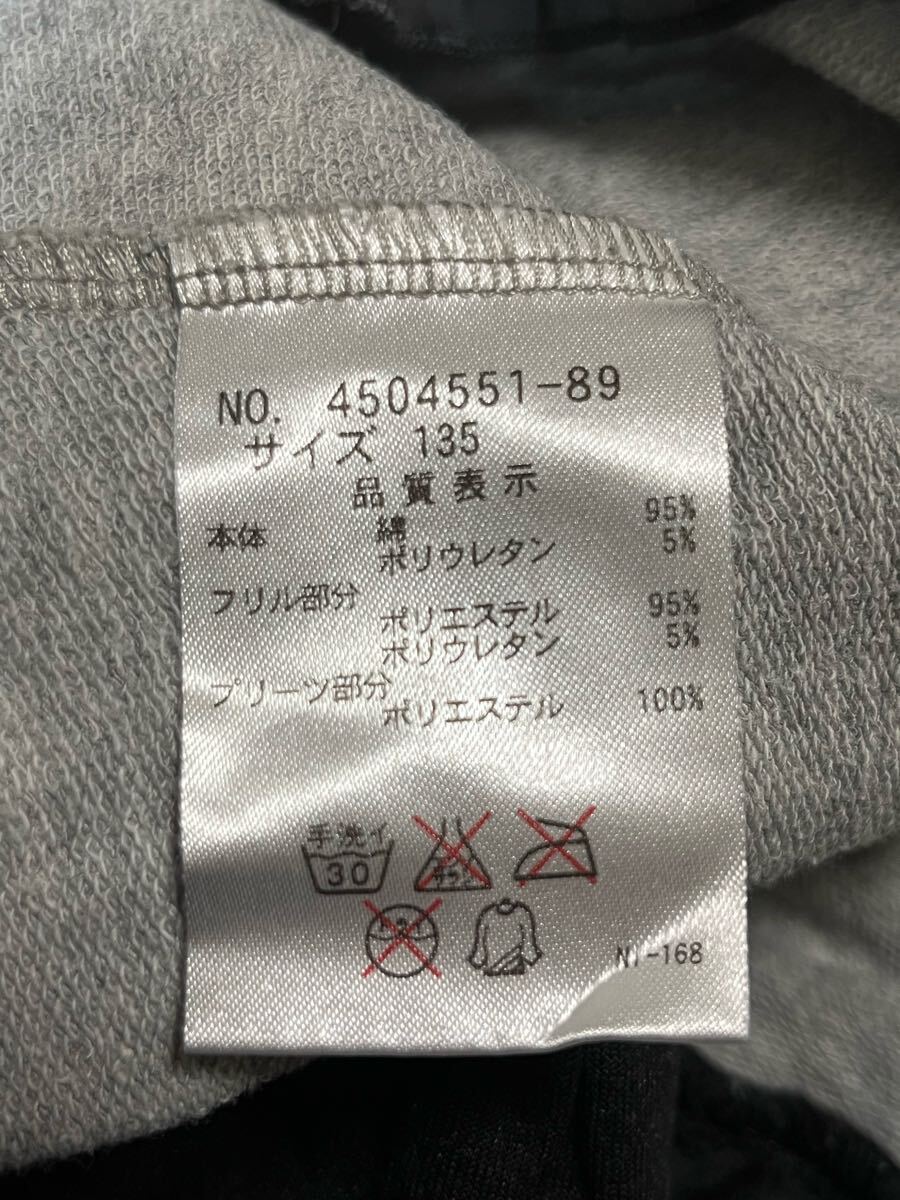 NO. 4504551-89
サイズ 135
品質表示
本体 綿 95%
ポリウレタン 5%
フリル部分
ポリエステル 95%
ポリウレタン 5%
プリーツ部分
ポリエステル 100%
手洗イ
30
NT-168